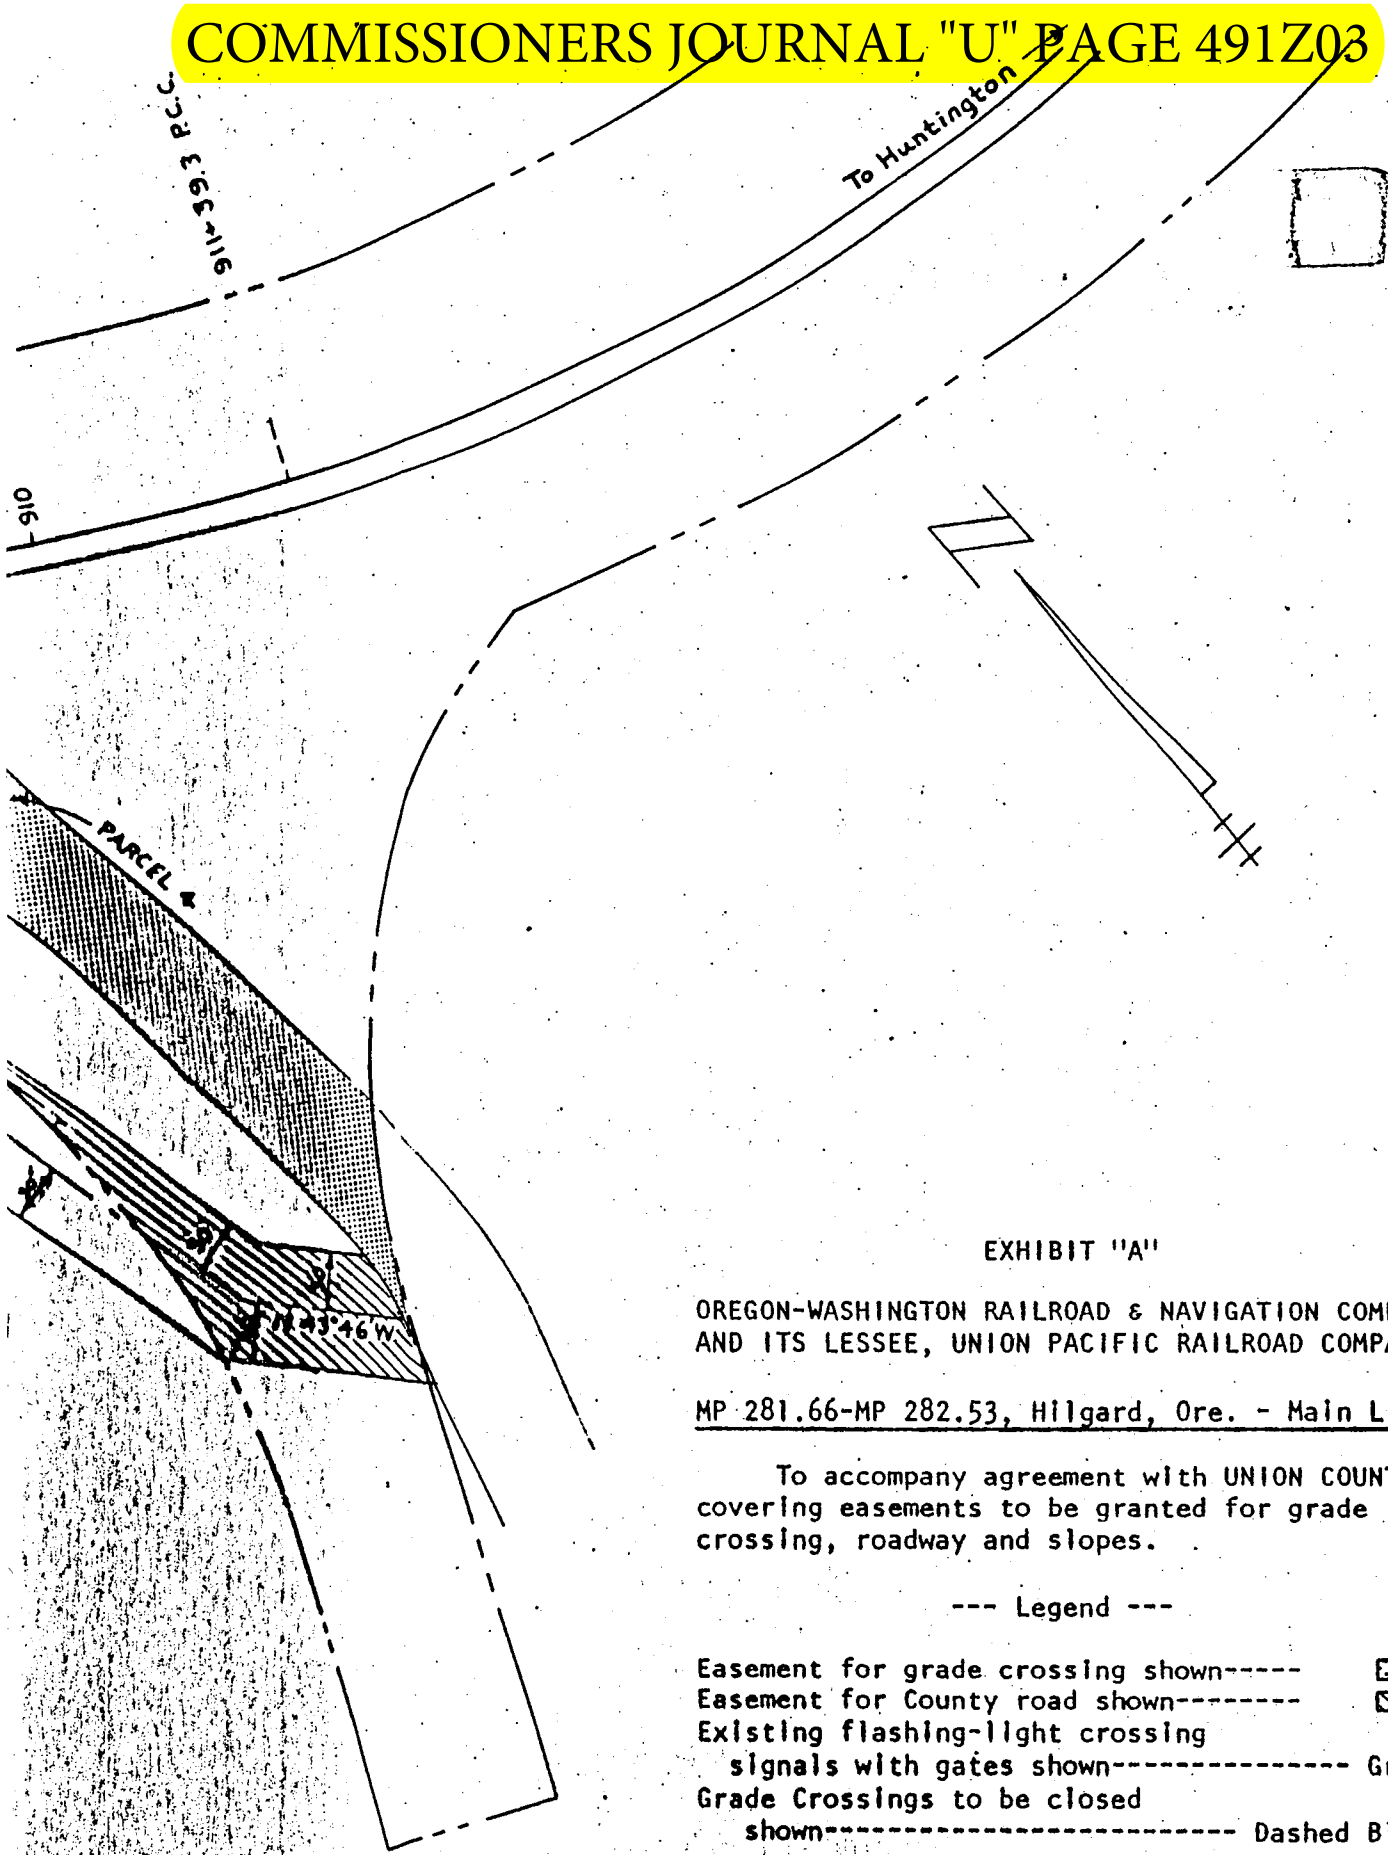 COMMISSIONERS JOURNAL "U" PAGE 491Z03
911+39.3 P.C.C.
To Huntington
910
PARCEL
N 43°46'W
EXHIBIT "A"
OREGON-WASHINGTON RAILROAD & NAVIGATION
AND ITS LESSEE, UNION PACIFIC RAILROAD
MP 281.66-MP 282.53, Hilgard, Ore. - Main
To accompany agreement with UNION
covering easements to be granted for grade
crossing, roadway and slopes.
--- Legend ---
Easement for grade crossing shown-----
Easement for County road shown--------
Existing flashing-light crossing
signals with gates shown---------------
Grade Crossings to be closed
shown-------------------------- Dashed